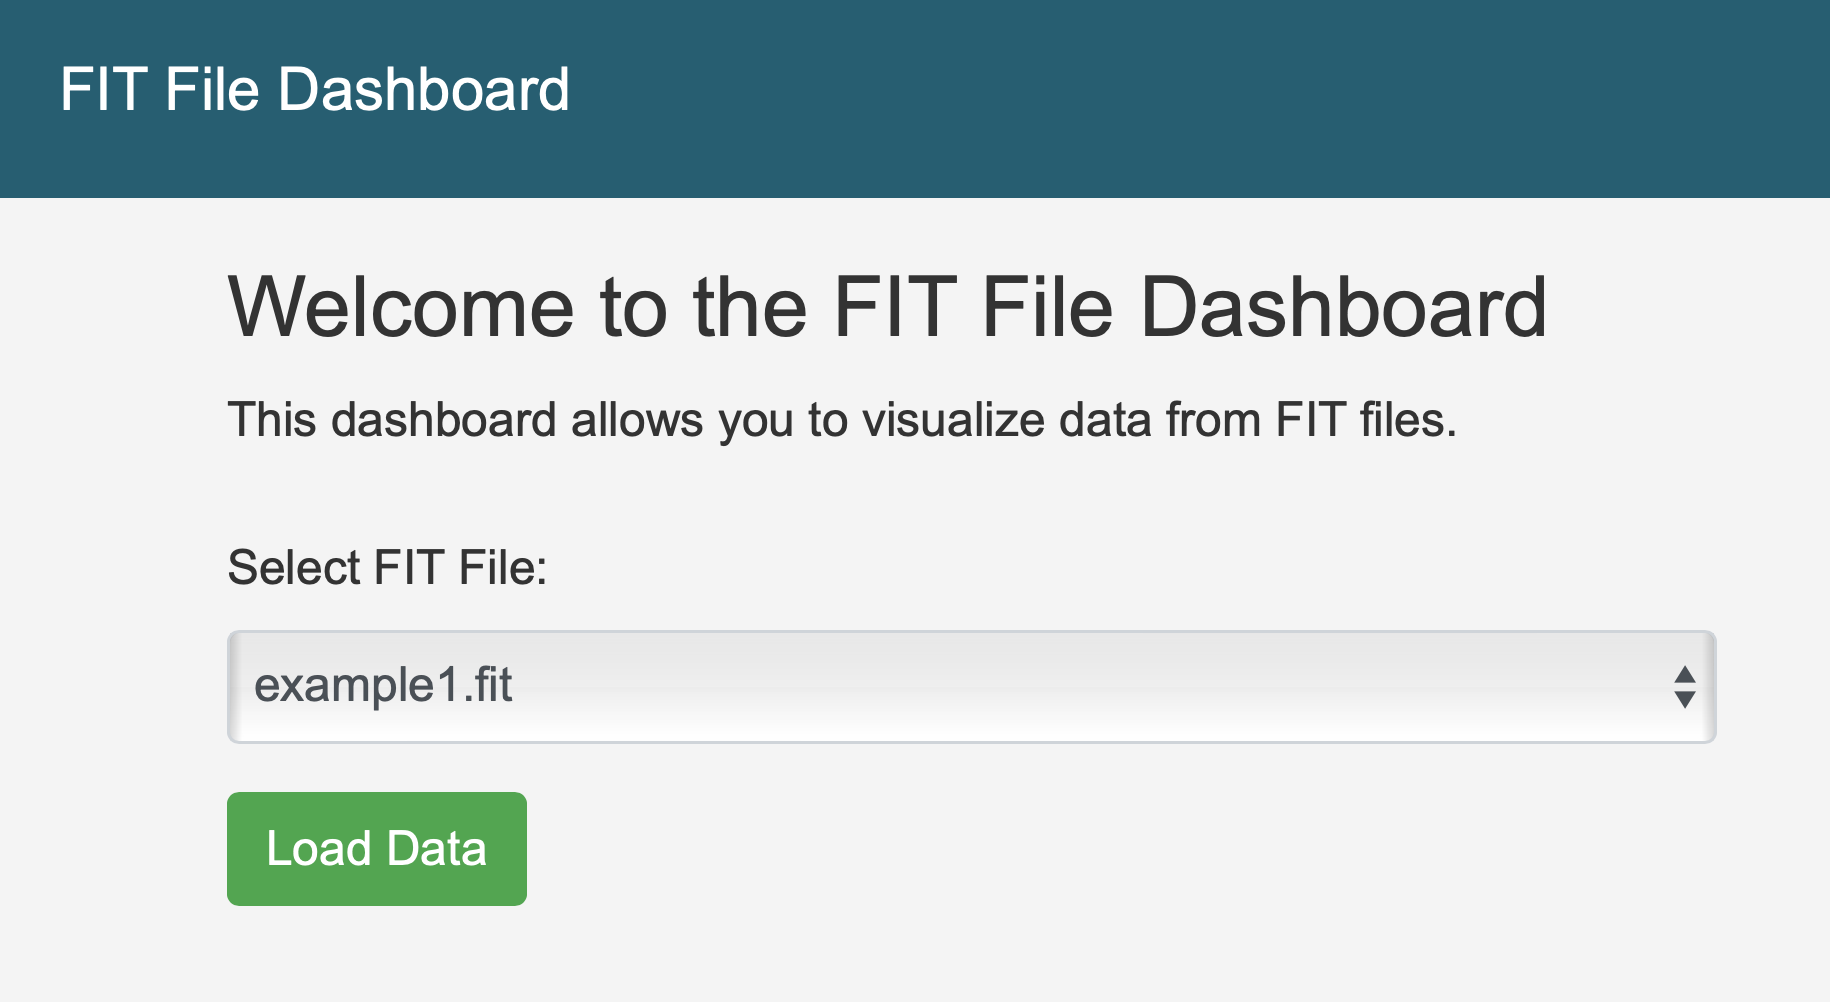 FIT File Dashboard
Welcome to the FIT File Dashboard
This dashboard allows you to visualize data from FIT files.
Select FIT File:
example1.fit
Load Data